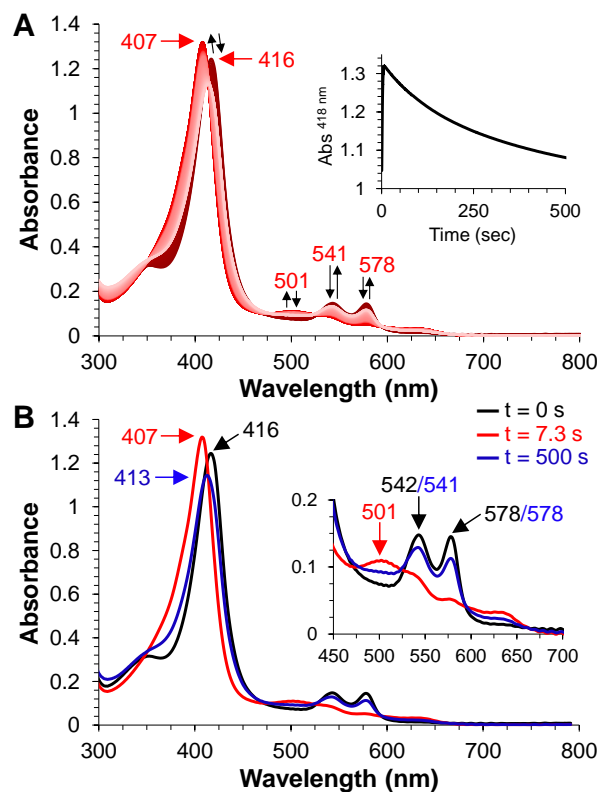 A
1.4
1.2
1
0.8
0.6
0.4
0.2
0
Absorbance
407
416
501
541
578
300 400 500 600 700 800
Wavelength (nm)
1.3
1.2
1.1
1
Abs 418 nm
0 250 500
Time (sec)
B
1.4
1.2
1
0.8
0.6
0.4
0.2
0
Absorbance
407
416
413
t = 0 s
t = 7.3 s
t = 500 s
0.2
0.1
0
542/541
501
578/578
450 500 550 600 650 700
300 400 500 600 700 800
Wavelength (nm)